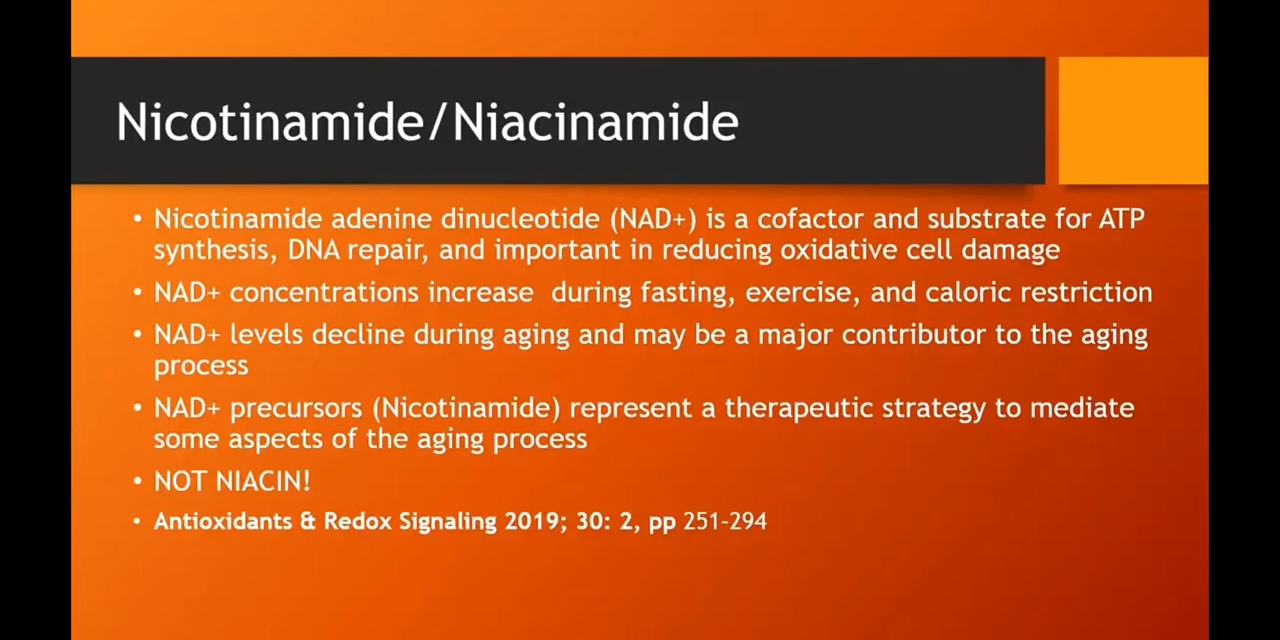 Nicotinamide/Niacinamide
• Nicotinamide adenine dinucleotide (NAD+) is a cofactor and substrate for ATP
synthesis, DNA repair, and important in reducing oxidative cell damage
• NAD+ concentrations increase  during fasting, exercise, and caloric restriction
• NAD+ levels decline during aging and may be a major contributor to the aging
process
• NAD+ precursors (Nicotinamide) represent a therapeutic strategy to mediate
some aspects of the aging process
• NOT NIACIN!
• Antioxidants & Redox Signaling 2019; 30: 2, pp 251-294